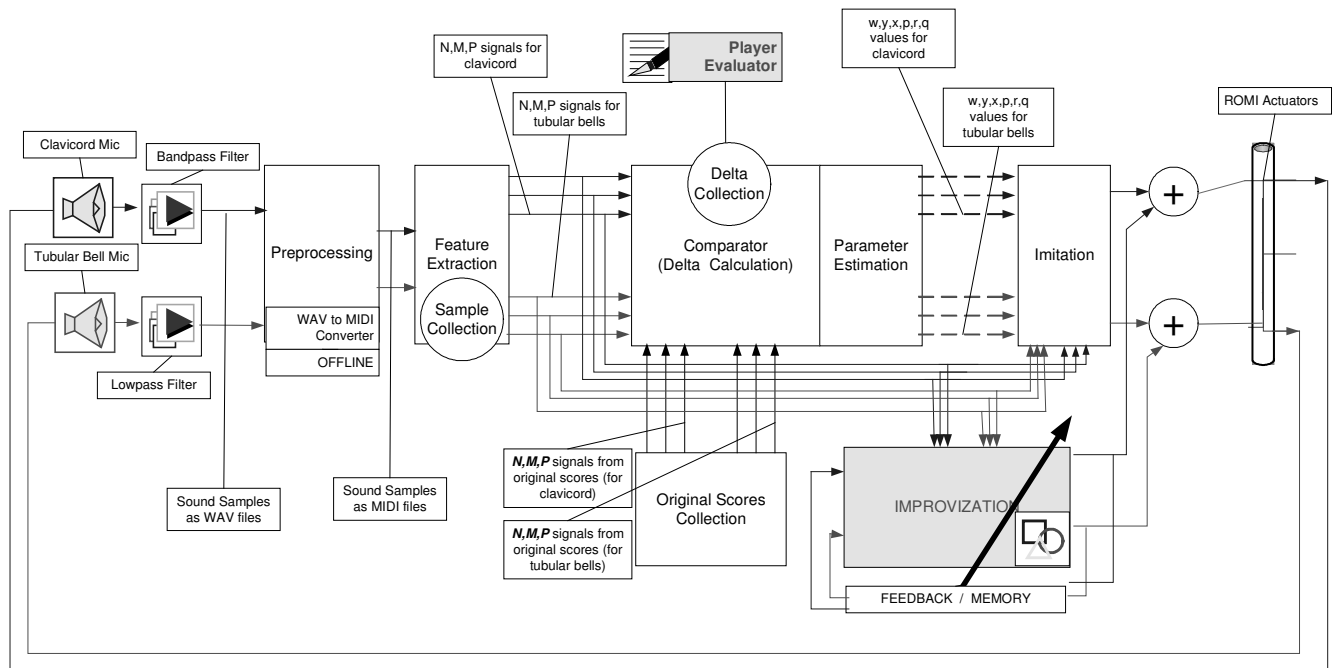 N,M,P signals for
clavicord
Player
Evaluator
w,y,x,p,r,q
values for
clavicord
N,M,P signals for
tubular bells
w,y,x,p,r,q
values for
tubular bells
ROMI Actuators
Clavicord Mic
Bandpass Filter
Delta
Collection
+
Tubular Bell Mic
Preprocessing
Feature
Extraction
Comparator
(Delta Calculation)
Parameter
Estimation
Imitation
Sample
Collection
WAV to MIDI
Converter
OFFLINE
+
Lowpass Filter
N,M,P signals from
original scores (for
clavicord)
Sound Samples
as WAV files
Sound Samples
as MIDI files
Original Scores
Collection
IMPROVIZATION
N,M,P signals from
original scores (for
tubular bells)
FEEDBACK / MEMORY